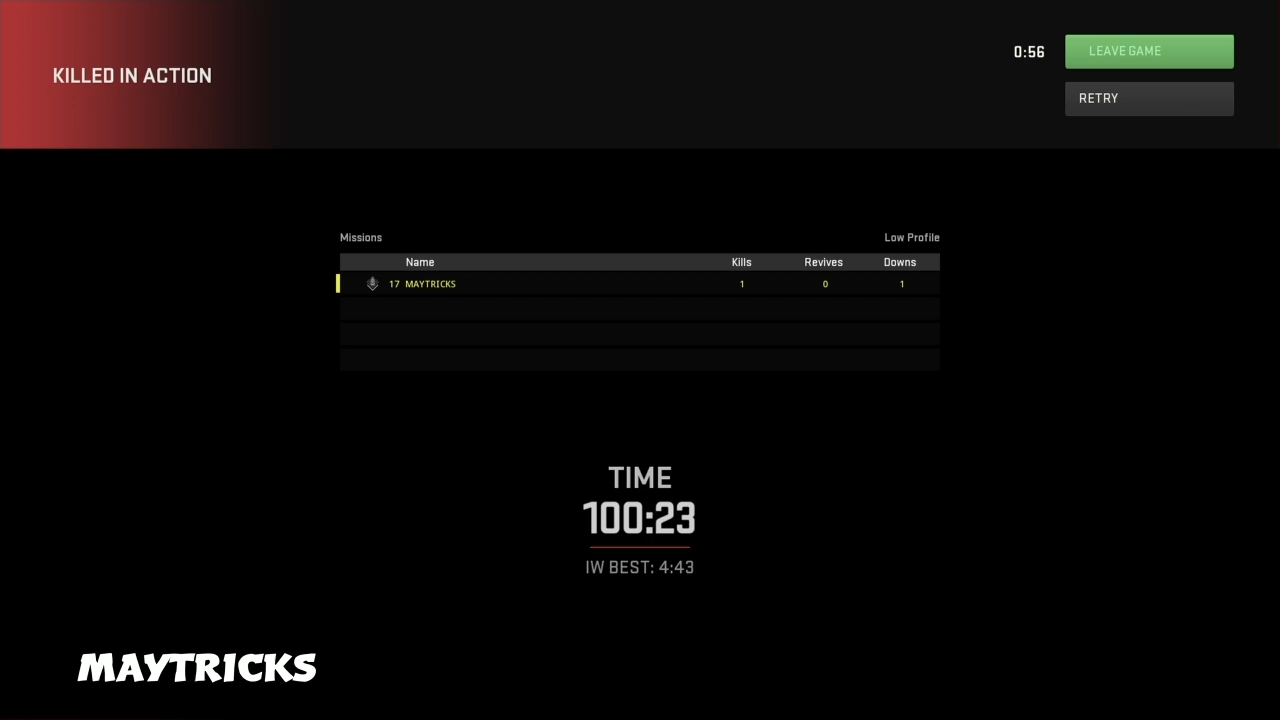 KILLED IN ACTION
0:56
LEAVE GAME
RETRY
Missions
Low Profile
Name Kills Revives Downs
17 MAYTRICKS 1 0 1
TIME
100:23
IW BEST: 4:43
MAYTRICKS